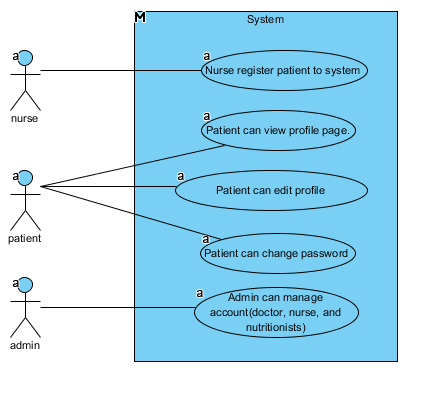 M
System
a
a
Nurse register patient to system
nurse
a
Patient can view profile page.
a
a
Patient can edit profile
patient
a
Patient can change password
a
a
Admin can manage
account(doctor, nurse, and
nutritionists)
admin